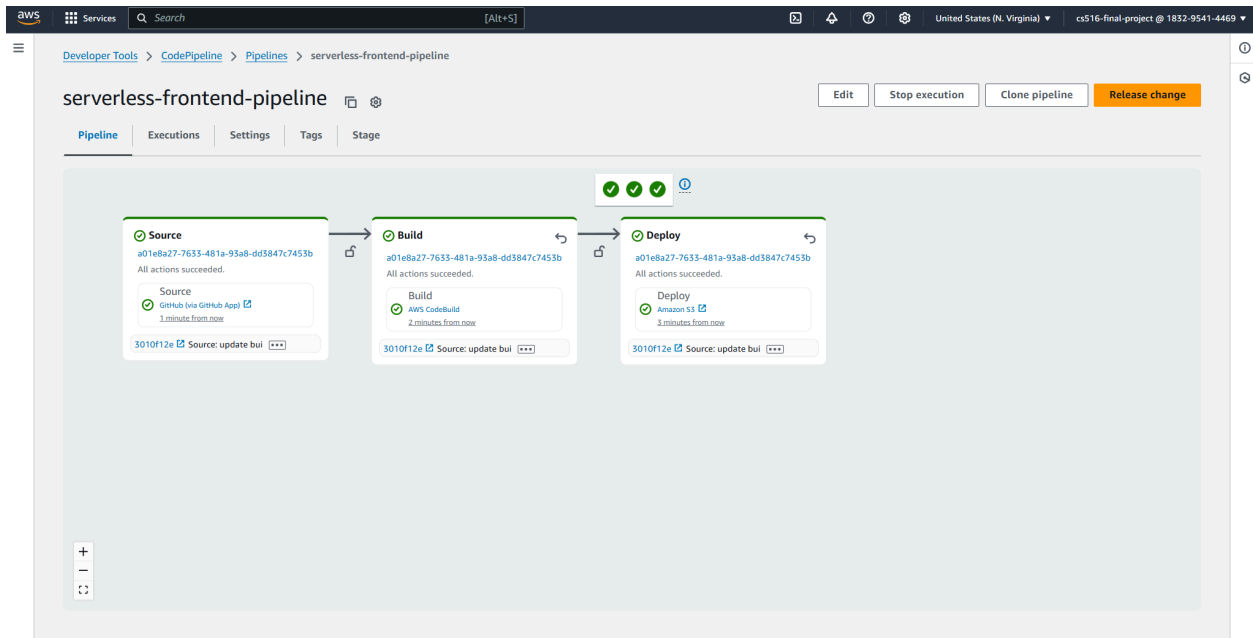 aws Services Search [Alt+S] United States (N. Virginia) ▼ cs516-final-project @ 1832-9541-4469 ▼
Developer Tools > CodePipeline > Pipelines > serverless-frontend-pipeline
serverless-frontend-pipeline Edit Stop execution Clone pipeline Release change
Pipeline Executions Settings Tags Stage
Source
a01e8a27-7633-481a-93a8-dd3847c7453b
All actions succeeded.
Source
GitHub (via GitHub App)
1 minute from now
3010f12e Source: update bui
Build
a01e8a27-7633-481a-93a8-dd3847c7453b
All actions succeeded.
Build
AWS CodeBuild
2 minutes from now
3010f12e Source: update bui
Deploy
a01e8a27-7633-481a-93a8-dd3847c7453b
All actions succeeded.
Deploy
Amazon S3
3 minutes from now
3010f12e Source: update bui